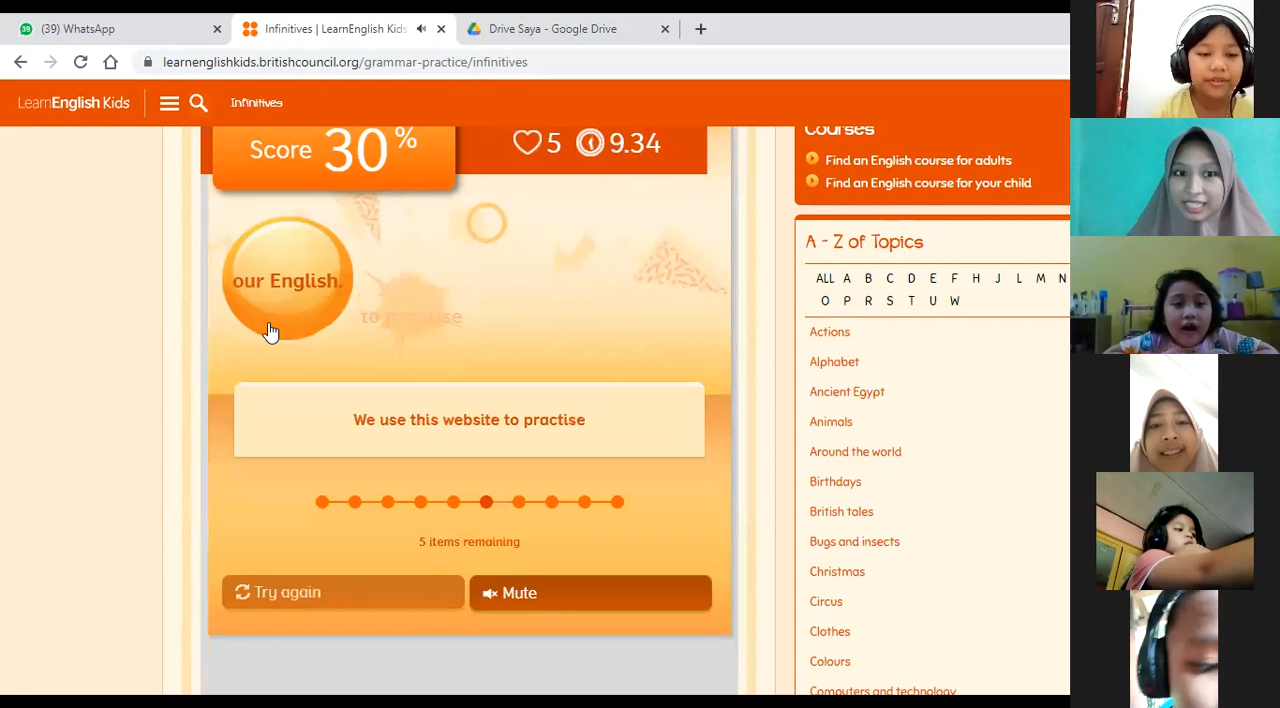 (39) WhatsApp
Infinitives | LearnEnglish Kids
Drive Saya - Google Drive
learnenglishkids.britishcouncil.org/grammar-practice/infinitives
LearnEnglish Kids
Infinitives
Score 30 %
5
9.34
our English.
to practise
We use this website to practise
5 items remaining
Try again
Mute
Courses
Find an English course for adults
Find an English course for your child
A - Z of Topics
ALL A B C D E F H J L M N
O P R S T U W
Actions
Alphabet
Ancient Egypt
Animals
Around the world
Birthdays
British tales
Bugs and insects
Christmas
Circus
Clothes
Colours
Computers and technology